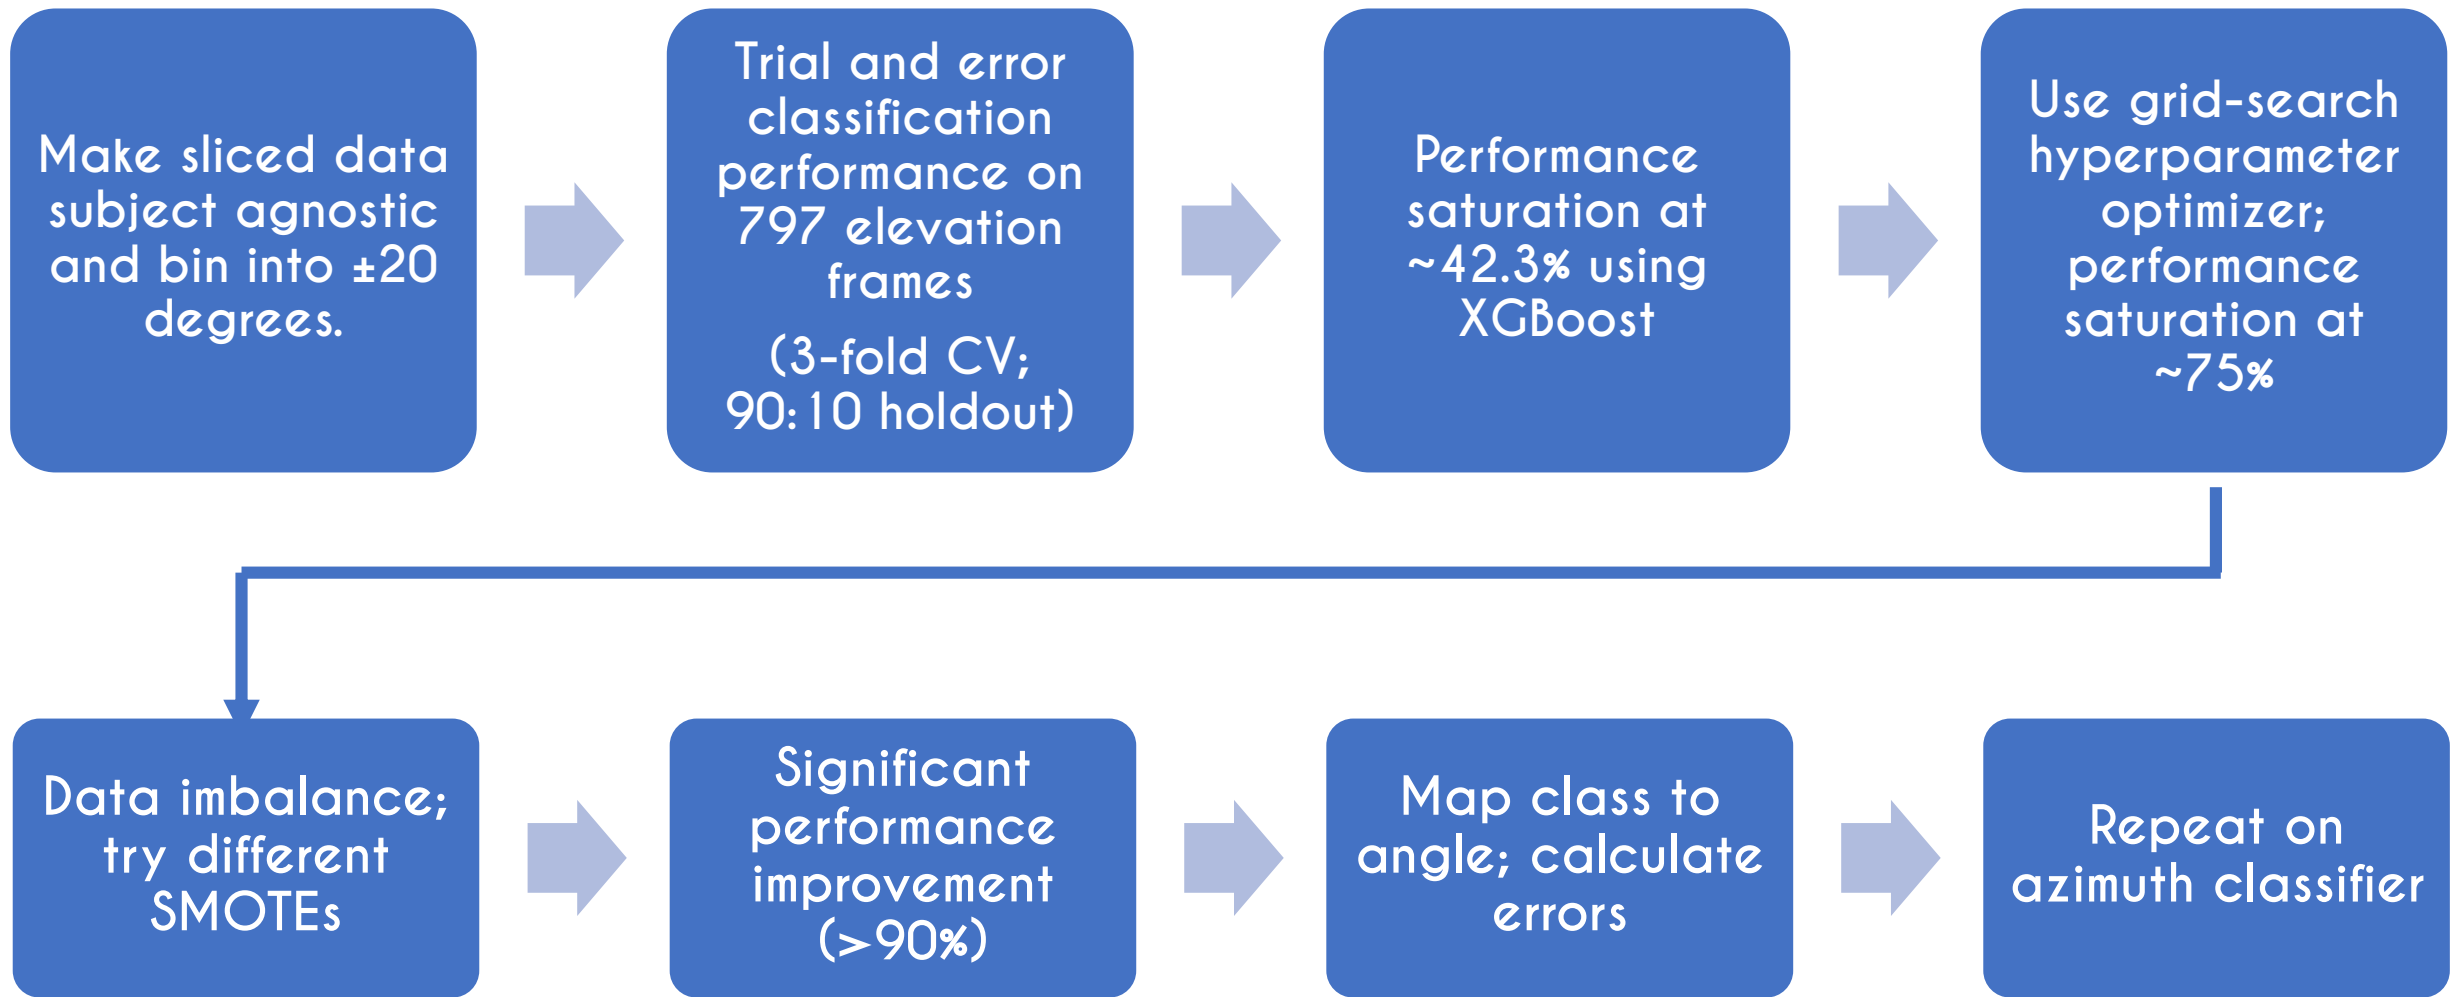 Make sliced data
subject agnostic
and bin into ±20
degrees.
Trial and error
classification
performance on
797 elevation
frames
(3-fold CV;
90:10 holdout)
Performance
saturation at
~42.3% using
XGBoost
Use grid-search
hyperparameter
optimizer;
performance
saturation at
~75%
Data imbalance;
try different
SMOTEs
Significant
performance
improvement
(>90%)
Map class to
angle; calculate
errors
Repeat on
azimuth classifier